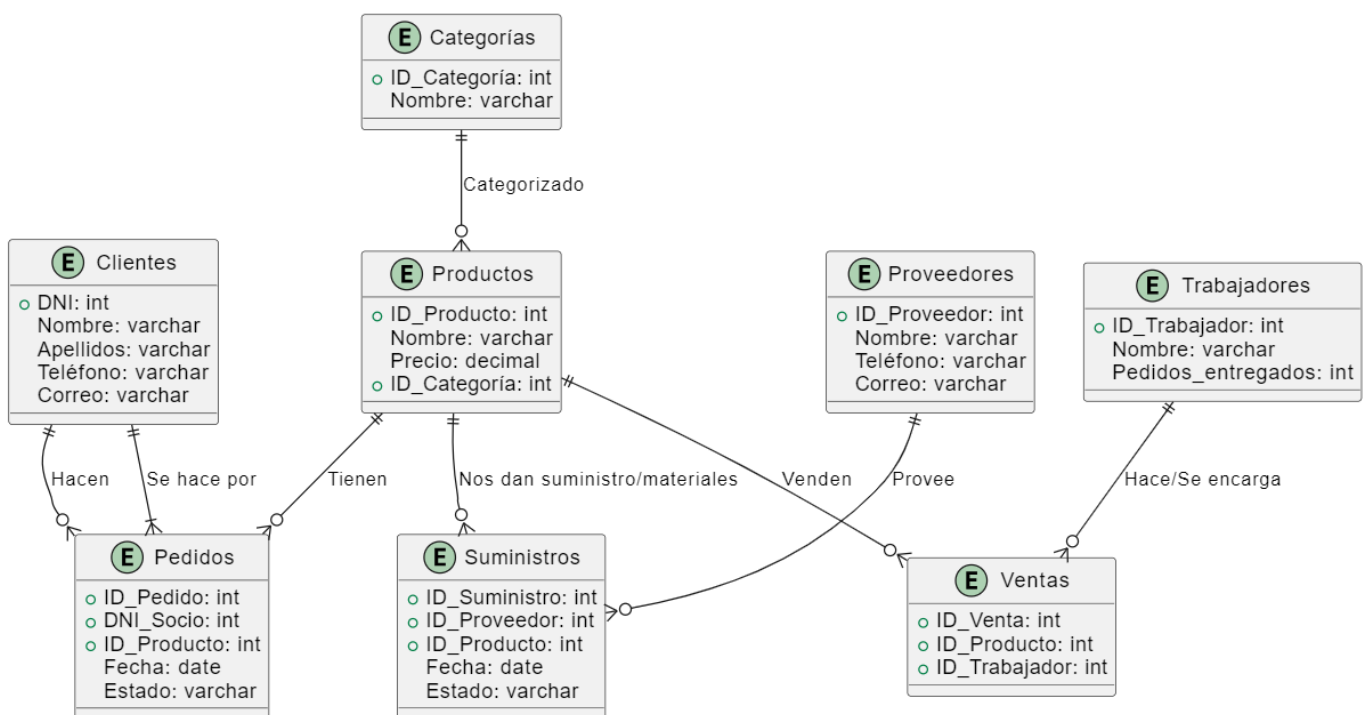 E Categorías
ID_Categoría: int
Nombre: varchar
Categorizado
E Clientes
DNI: int
Nombre: varchar
Apellidos: varchar
Teléfono: varchar
Correo: varchar
E Productos
ID_Producto: int
Nombre: varchar
Precio: decimal
ID_Categoría: int
E Proveedores
ID_Proveedor: int
Nombre: varchar
Teléfono: varchar
Correo: varchar
E Trabajadores
ID_Trabajador: int
Nombre: varchar
Pedidos_entregados: int
Hacen
Se hace por
Tienen
Nos dan suministro/materiales
Venden
Provee
Hace/Se encarga
E Pedidos
ID_Pedido: int
DNI_Socio: int
ID_Producto: int
Fecha: date
Estado: varchar
E Suministros
ID_Suministro: int
ID_Proveedor: int
ID_Producto: int
Fecha: date
Estado: varchar
E Ventas
ID_Venta: int
ID_Producto: int
ID_Trabajador: int